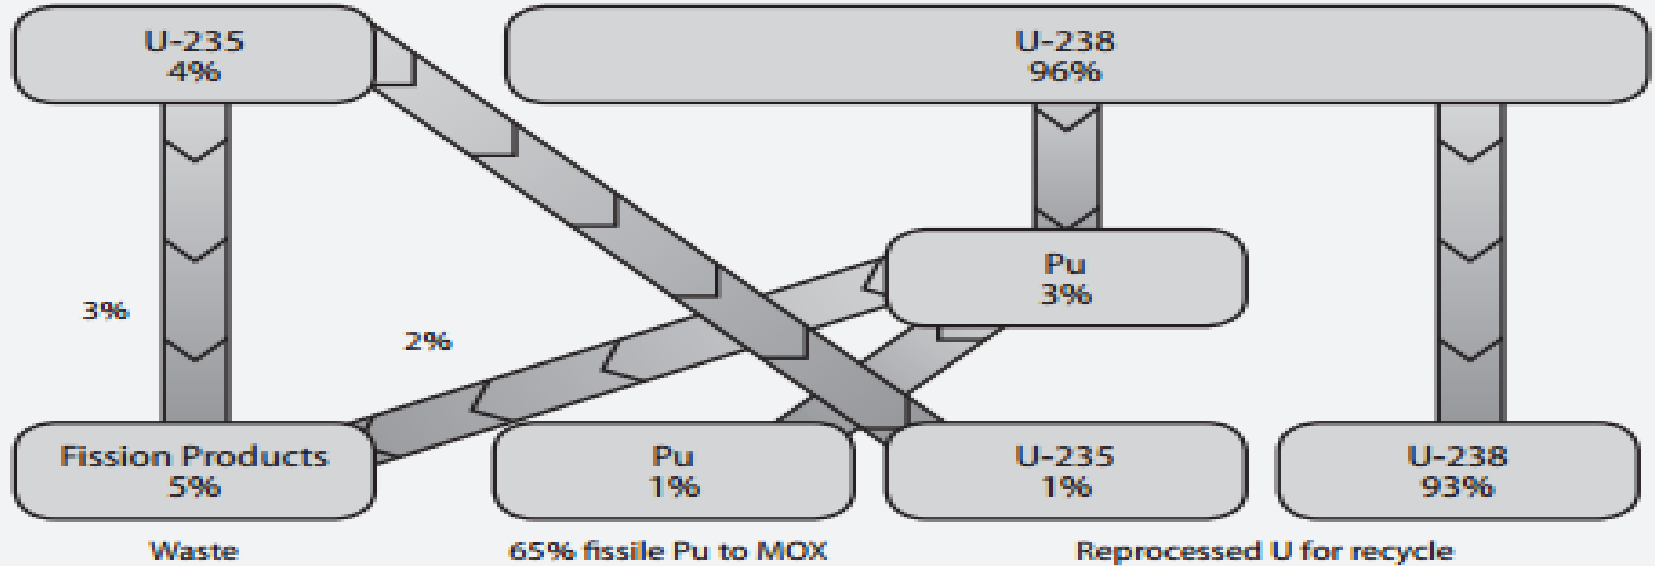 U-235
4%
U-238
96%
Pu
3%
3%
2%
Fission Products
5%
Pu
1%
U-235
1%
U-238
93%
Waste
65% fissile Pu to MOX
Reprocessed U for recycle